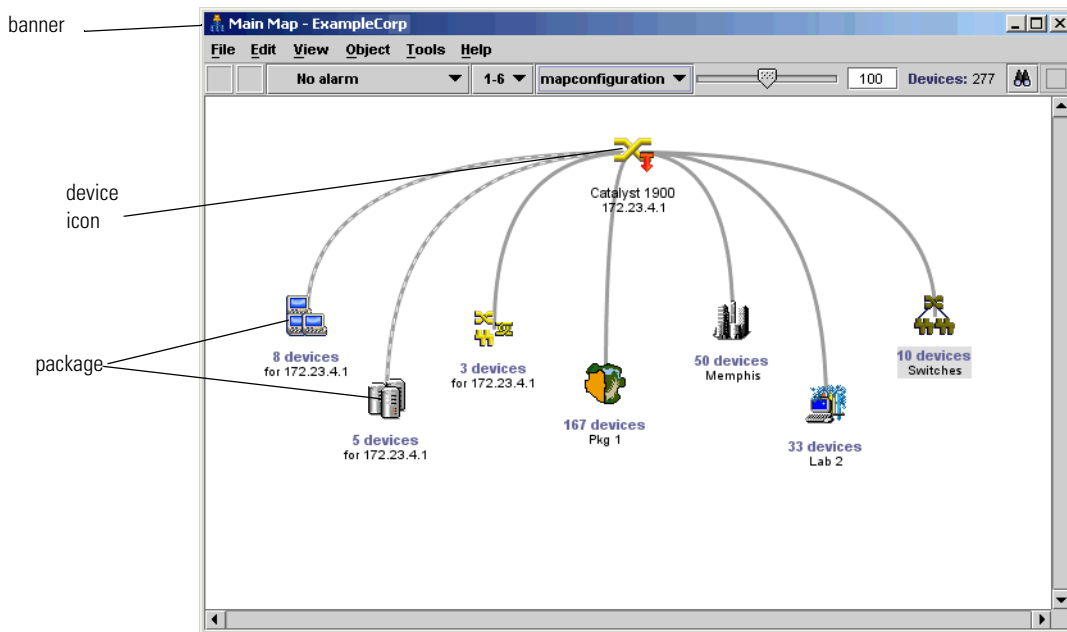 banner
Main Map - ExampleCorp
File Edit View Object Tools Help
No alarm 1-6 mapconfiguration 100 Devices: 277
device
icon
Catalyst 1900
172.23.4.1
package
8 devices
for 172.23.4.1
5 devices
for 172.23.4.1
3 devices
for 172.23.4.1
167 devices
Pkg 1
50 devices
Memphis
33 devices
Lab 2
10 devices
Switches